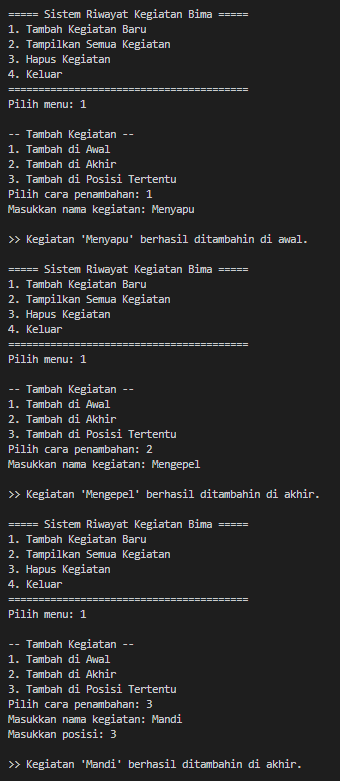 ===== Sistem Riwayat Kegiatan Bima =====
1. Tambah Kegiatan Baru
2. Tampilkan Semua Kegiatan
3. Hapus Kegiatan
4. Keluar
========================================
Pilih menu: 1
-- Tambah Kegiatan --
1. Tambah di Awal
2. Tambah di Akhir
3. Tambah di Posisi Tertentu
Pilih cara penambahan: 1
Masukkan nama kegiatan: Menyapu
>> Kegiatan 'Menyapu' berhasil ditambahin di awal.
===== Sistem Riwayat Kegiatan Bima =====
1. Tambah Kegiatan Baru
2. Tampilkan Semua Kegiatan
3. Hapus Kegiatan
4. Keluar
========================================
Pilih menu: 1
-- Tambah Kegiatan --
1. Tambah di Awal
2. Tambah di Akhir
3. Tambah di Posisi Tertentu
Pilih cara penambahan: 2
Masukkan nama kegiatan: Mengepel
>> Kegiatan 'Mengepel' berhasil ditambahin di akhir.
===== Sistem Riwayat Kegiatan Bima =====
1. Tambah Kegiatan Baru
2. Tampilkan Semua Kegiatan
3. Hapus Kegiatan
4. Keluar
========================================
Pilih menu: 1
-- Tambah Kegiatan --
1. Tambah di Awal
2. Tambah di Akhir
3. Tambah di Posisi Tertentu
Pilih cara penambahan: 3
Masukkan nama kegiatan: Mandi
Masukkan posisi: 3
>> Kegiatan 'Mandi' berhasil ditambahin di akhir.